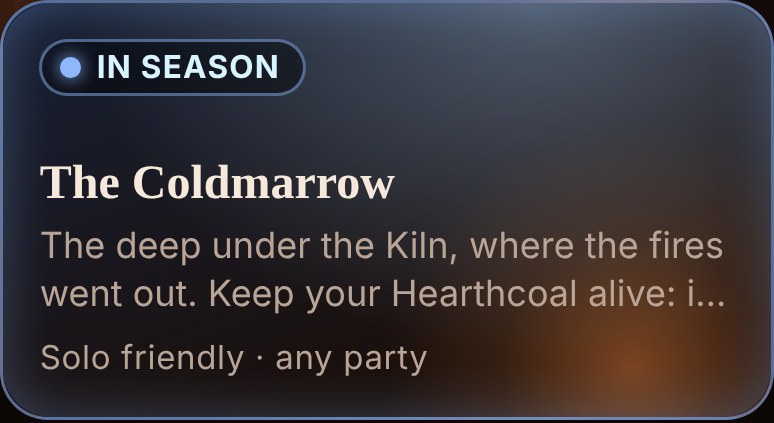 IN SEASON
The Coldmarrow
The deep under the Kiln, where the fires
went out. Keep your Hearthcoal alive: i...
Solo friendly · any party